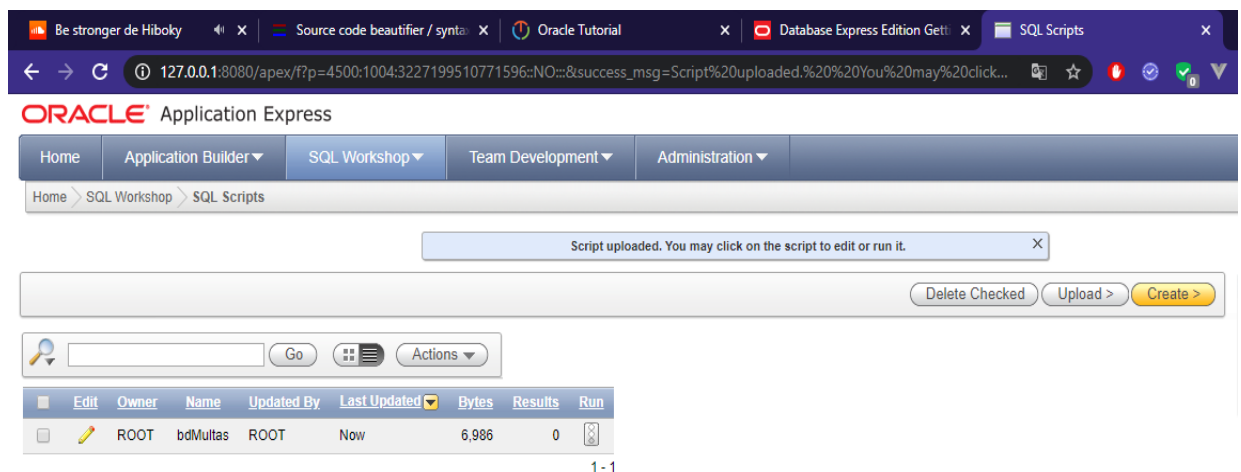 Be stronger de Hiboky
Source code beautifier / syntax
Oracle Tutorial
Database Express Edition Getti
SQL Scripts
127.0.0.1:8080/apex/f?p=4500:1004:3227199510771596::NO:::&success_msg=Script%20uploaded.%20%20You%20may%20click...
0
ORACLE Application Express
Home Application Builder SQL Workshop Team Development Administration
Home SQL Workshop SQL Scripts
Script uploaded. You may click on the script to edit or run it.
Delete Checked Upload > Create >
Go Actions
Edit Owner Name Updated By Last Updated Bytes Results Run
ROOT bdMultas ROOT Now 6,986 0
1 - 1